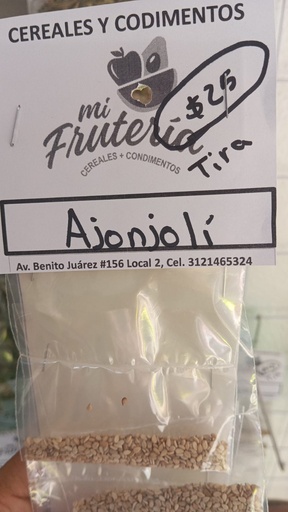 CEREALES Y CODIMENTOS
mi
Frutería
CEREALES + CONDIMENTOS
$25
Tira
Ajonjolí
Av. Benito Juárez #156 Local 2, Cel. 3121465324